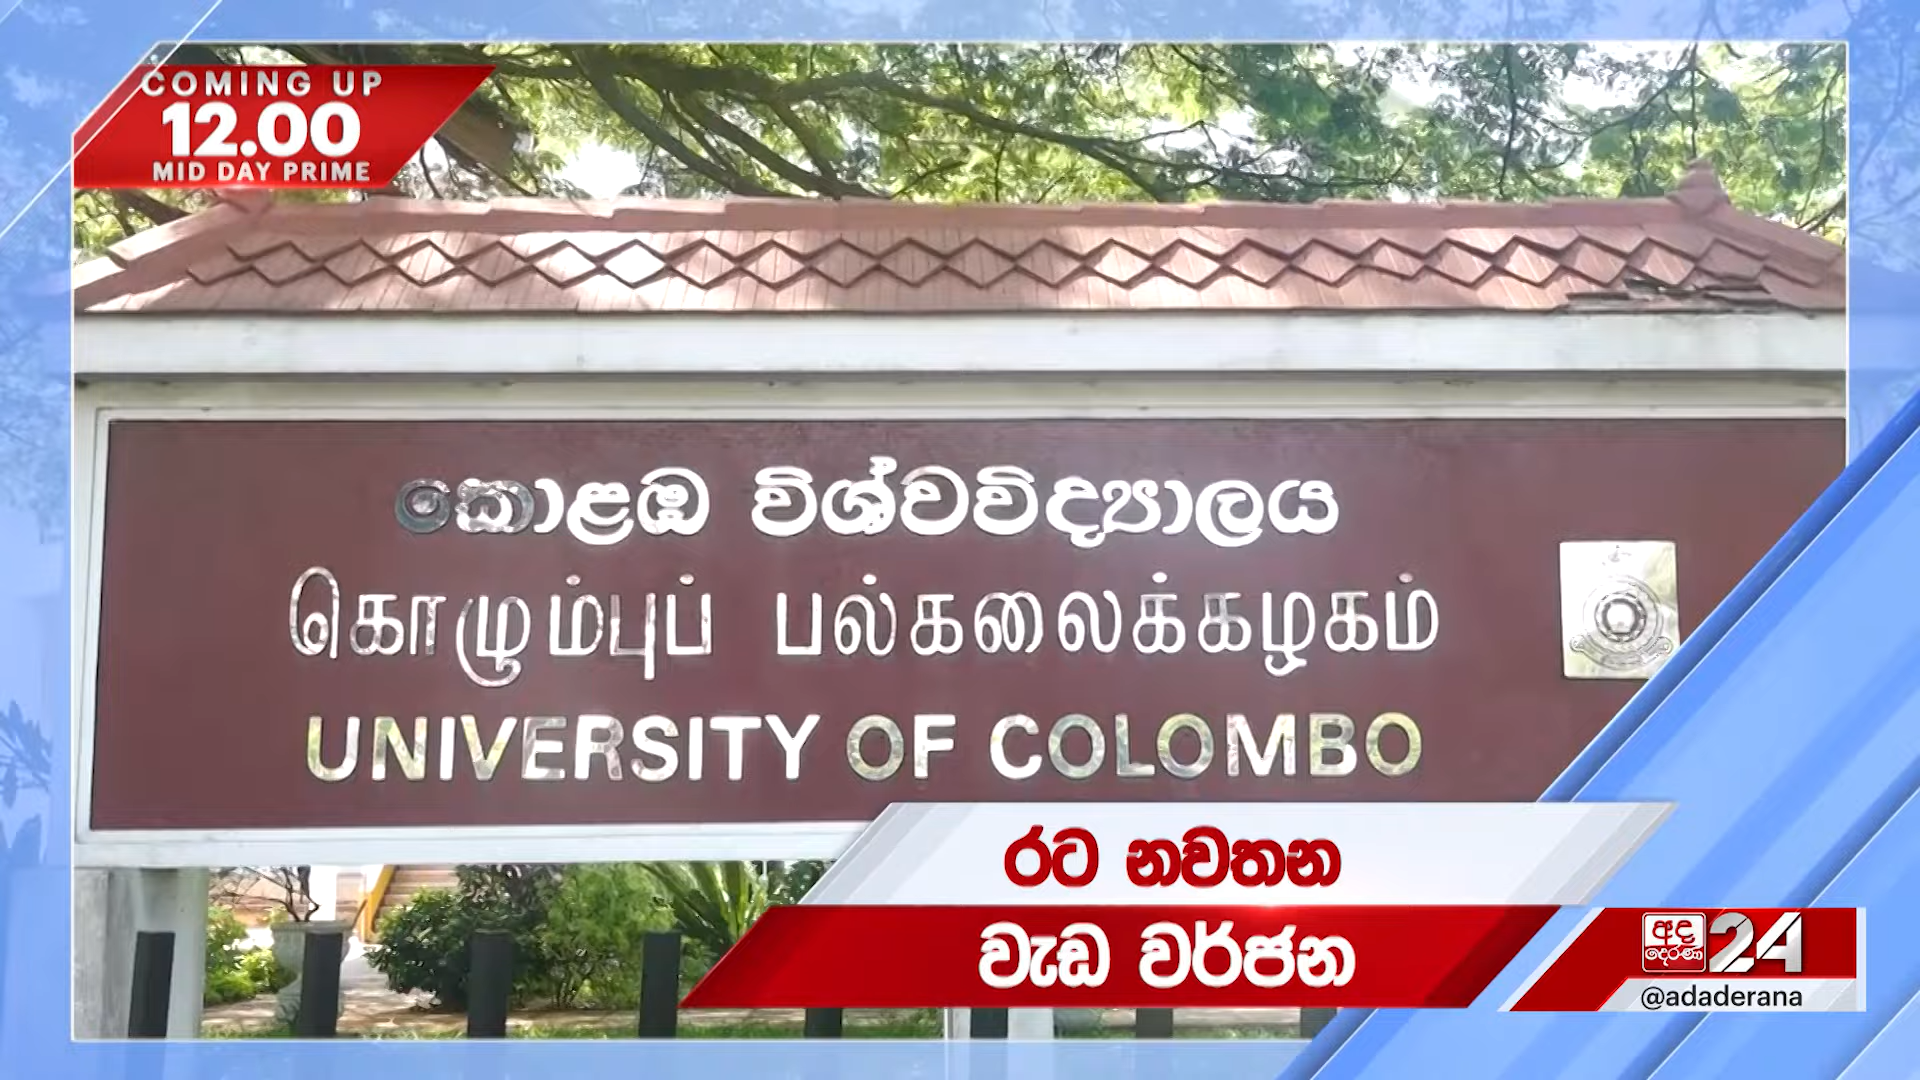 COMING UP
12.00
MID DAY PRIME
කොළඹ විශ්වවිද්‍යාලය
கொழும்புப் பல்கலைக்கழகம்
UNIVERSITY OF COLOMBO
රට නවතන
වැඩ වර්ජන
අද දෙරණ 24
@adaderana